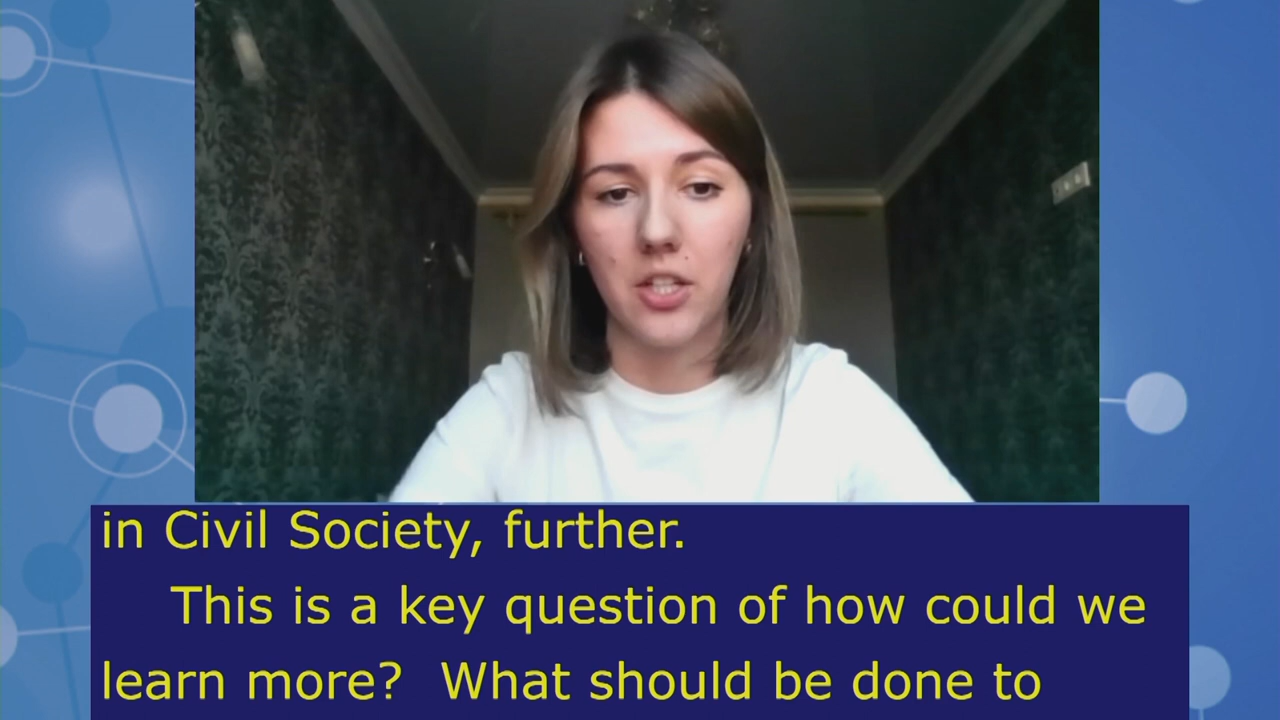 in Civil Society, further.
This is a key question of how could we
learn more?  What should be done to